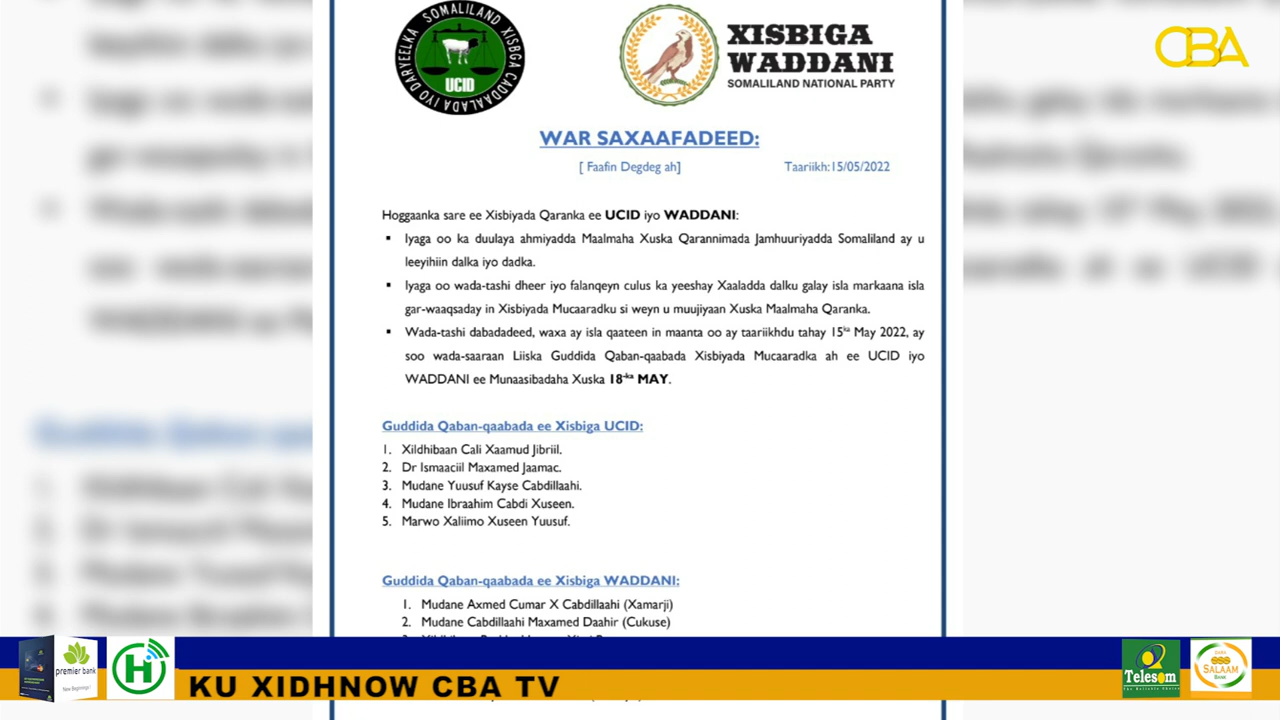 SOMALILAND XISBGA CADDAALADA IYO DARYEELKA
UCID
XISBIGA
WADDANI
SOMALILAND NATIONAL PARTY
CBA
WAR SAXAAFADEED:
[ Faafin Degdeg ah]
Taariikh:15/05/2022
Hoggaanka sare ee Xisbiyada Qaranka ee UCID iyo WADDANI:
▪ Iyaga oo ka duulaya ahmiyadda Maalmaha Xuska Qarannimada Jamhuuriyadda Somaliland ay u
leeyihiin dalka iyo dadka.
▪ Iyaga oo wada-tashi dheer iyo falanqeyn culus ka yeeshay Xaaladda dalku galay isla markaana isla
gar-waaqsaday in Xisbiyada Mucaaradku si weyn u muujiyaan Xuska Maalmaha Qaranka.
▪ Wada-tashi dabadadeed, waxa ay isla qaateen in maanta oo ay taariikhdu tahay 15ka May 2022, ay
soo wada-saaraan Liiska Guddida Qaban-qaabada Xisbiyada Mucaaradka ah ee UCID iyo
WADDANI ee Munaasibadaha Xuska 18-ka MAY.
Guddida Qaban-qaabada ee Xisbiga UCID:
1. Xildhibaan Cali Xaamud Jibriil.
2. Dr Ismaaciil Maxamed Jaamac.
3. Mudane Yuusuf Kayse Cabdillaahi.
4. Mudane Ibraahim Cabdi Xuseen.
5. Marwo Xaliimo Xuseen Yuusuf.
Guddida Qaban-qaabada ee Xisbiga WADDANI:
1. Mudane Axmed Cumar X Cabdillaahi (Xamarji)
2. Mudane Cabdillaahi Maxamed Daahir (Cukuse)
premier bank
New Beginnings!
KU XIDHNOW CBA TV
Telesom
The Reliable Choice
SALAAM
BANK